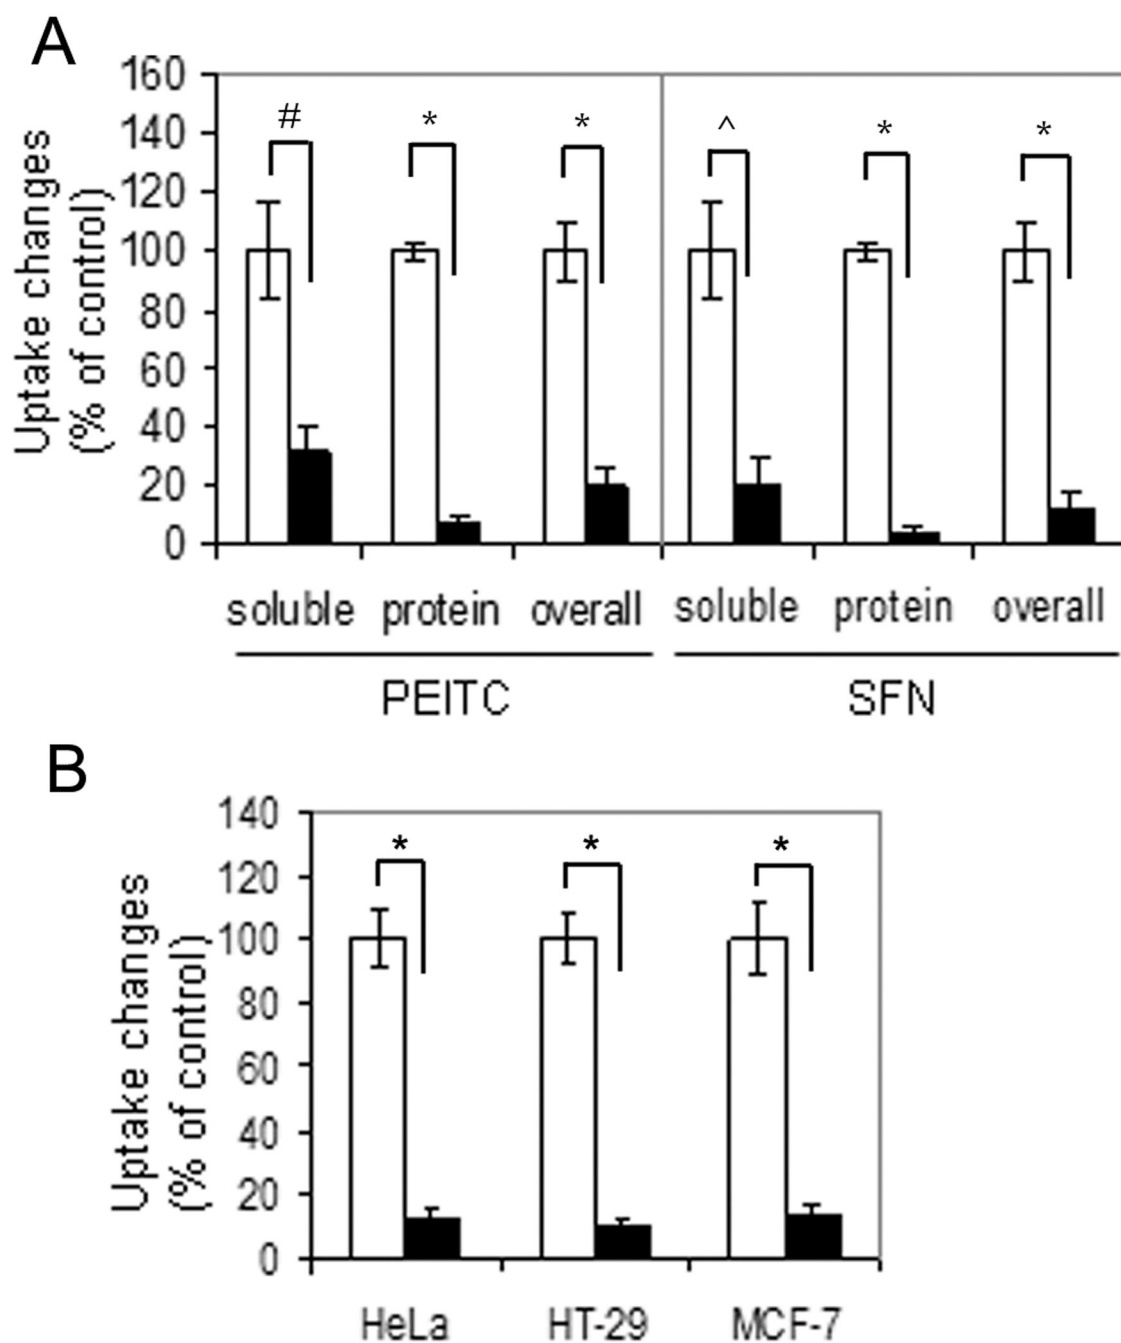 A
Uptake changes
(% of control)
160
140
120
100
80
60
40
20
0
# * * ^ * *
soluble protein overall soluble protein overall
PEITC SFN
B
Uptake changes
(% of control)
140
120
100
80
60
40
20
0
* * *
HeLa HT-29 MCF-7